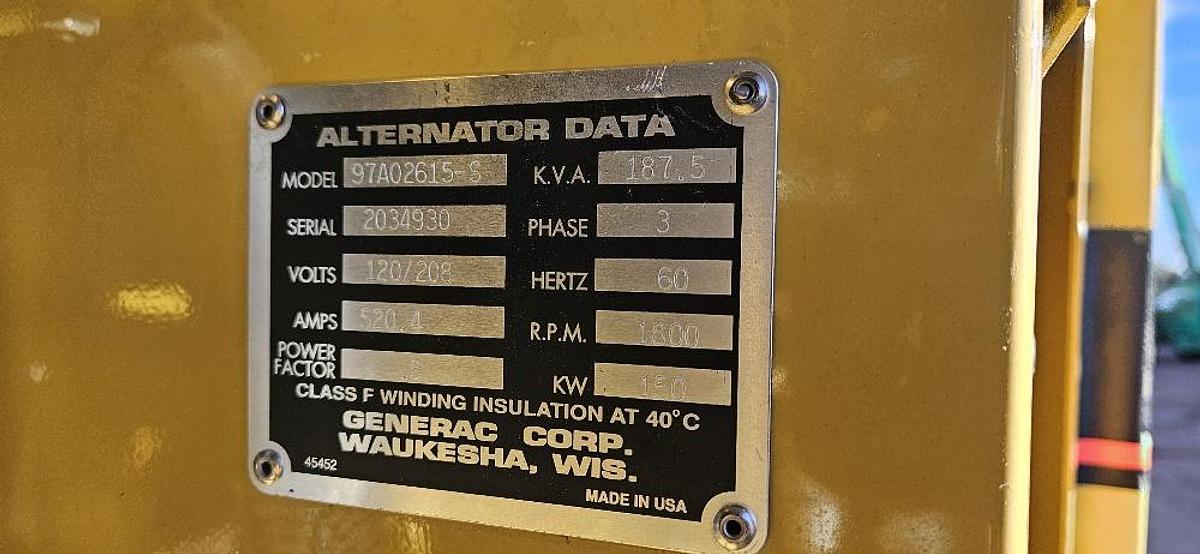 ALTERNATOR DATA
MODEL 97A02615-S K.V.A. 187.5
SERIAL 2034930 PHASE 3
VOLTS 120/208 HERTZ 60
AMPS 520.4 R.P.M. 1800
POWER FACTOR KW 150
CLASS F WINDING INSULATION AT 40°C
GENERAC CORP.
WAUKESHA, WIS.
45452
MADE IN USA